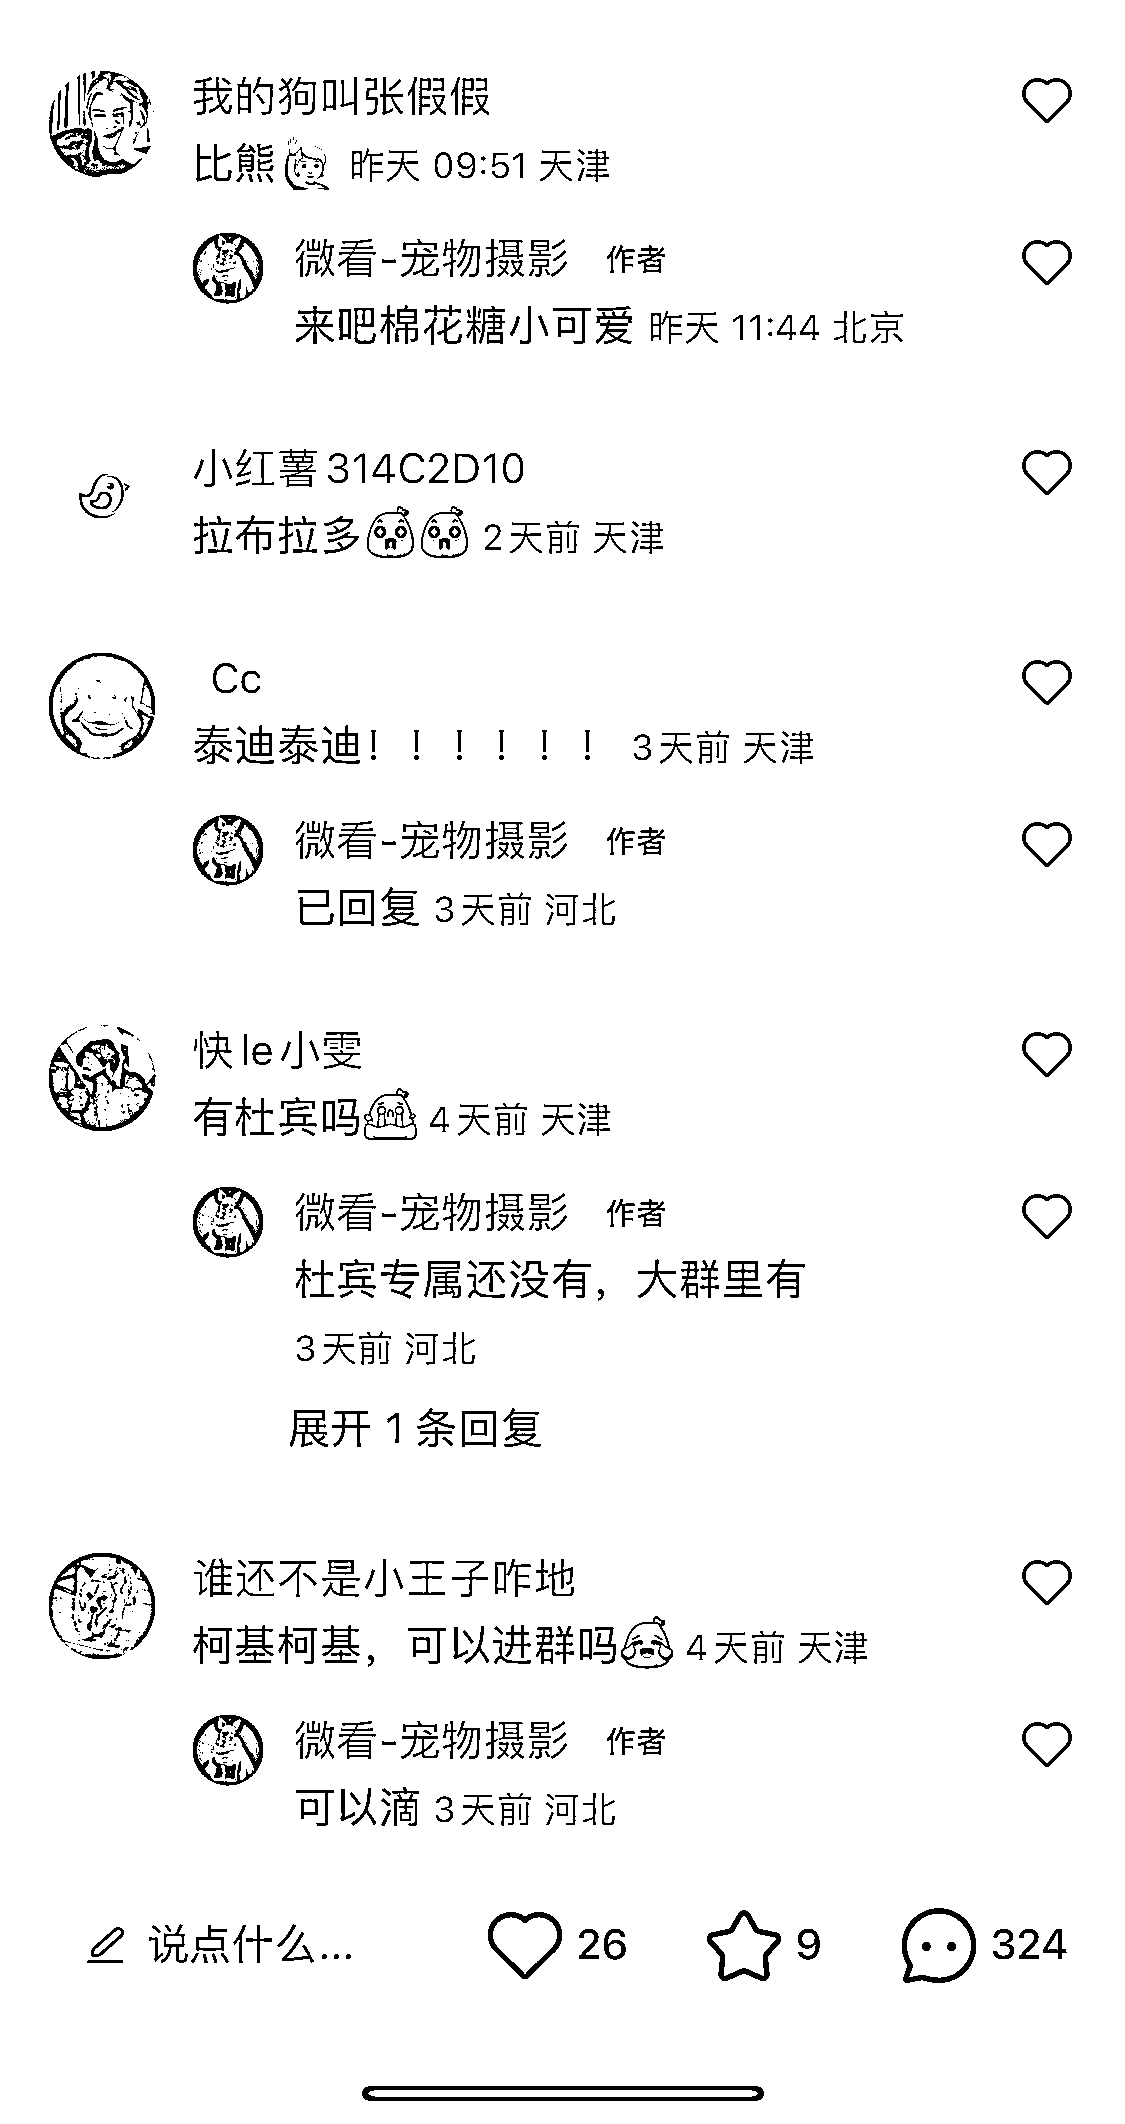 我的狗叫张假假
比熊 昨天 09:51 天津
微看-宠物摄影 作者
来吧棉花糖小可爱 昨天 11:44 北京
小红薯314C2D10
拉布拉多 2天前 天津
Cc
泰迪泰迪！！！！！！ 3天前 天津
微看-宠物摄影 作者
已回复 3天前 河北
快le小雯
有杜宾吗 4天前 天津
微看-宠物摄影 作者
杜宾专属还没有，大群里有
3天前 河北
展开 1 条回复
谁还不是小王子咋地
柯基柯基，可以进群吗 4天前 天津
微看-宠物摄影 作者
可以滴 3天前 河北
说点什么... 26 9 324